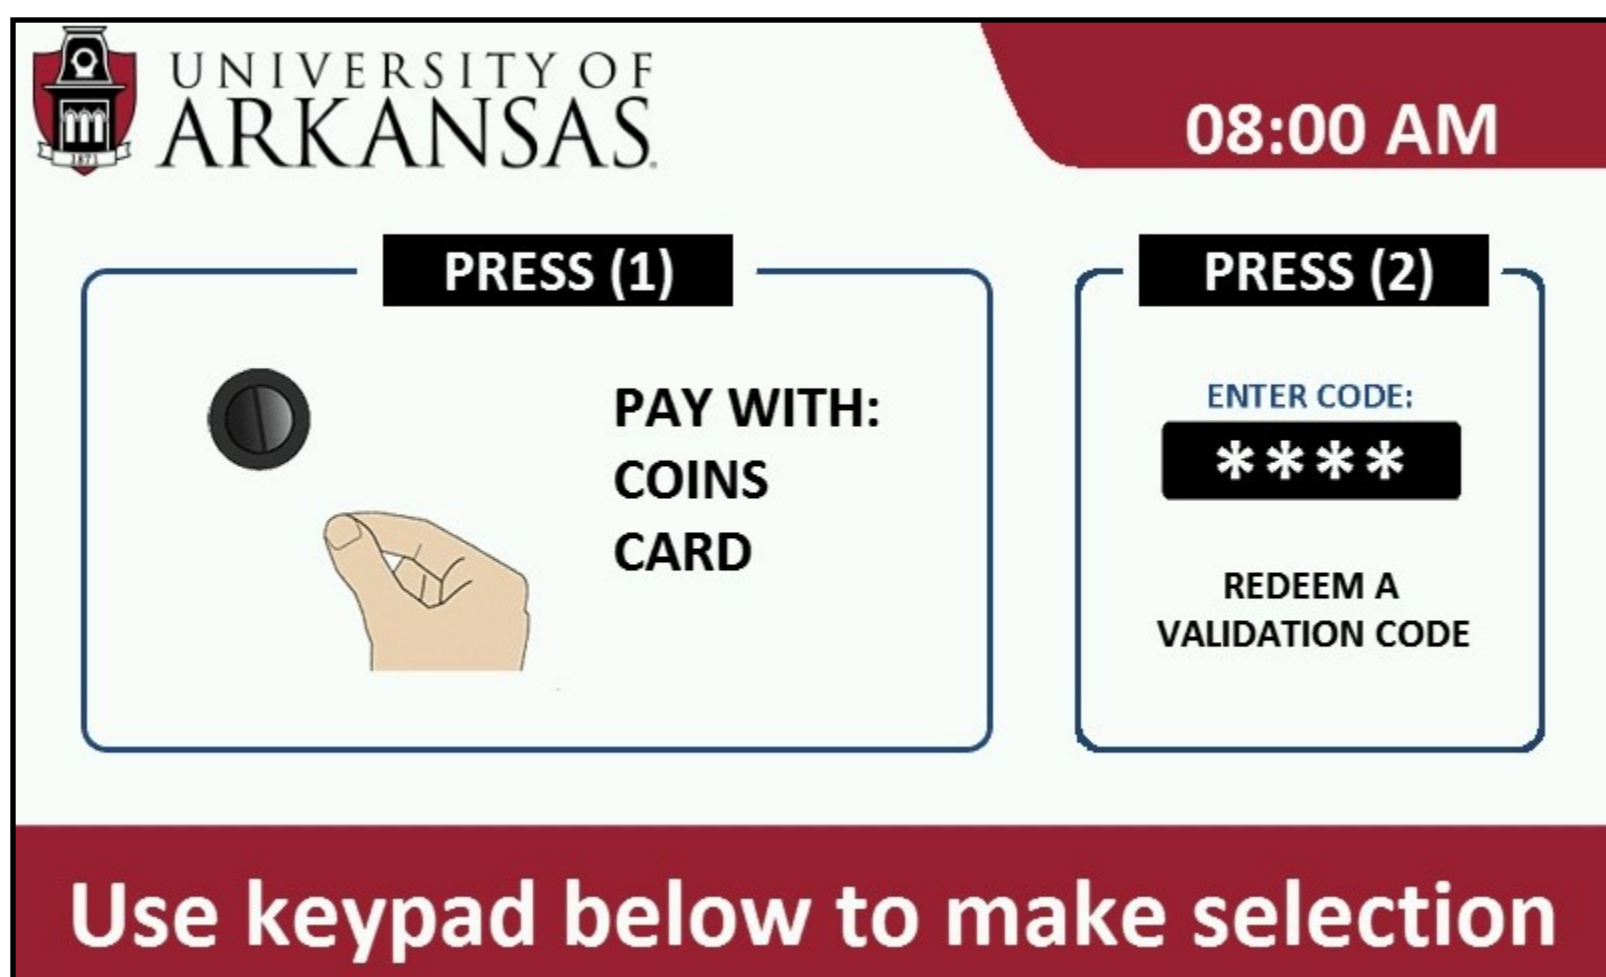 UNIVERSITY OF
ARKANSAS
1871
08:00 AM
PRESS (1)
PAY WITH:
COINS
CARD
PRESS (2)
ENTER CODE:
****
REDEEM A
VALIDATION CODE
Use keypad below to make selection